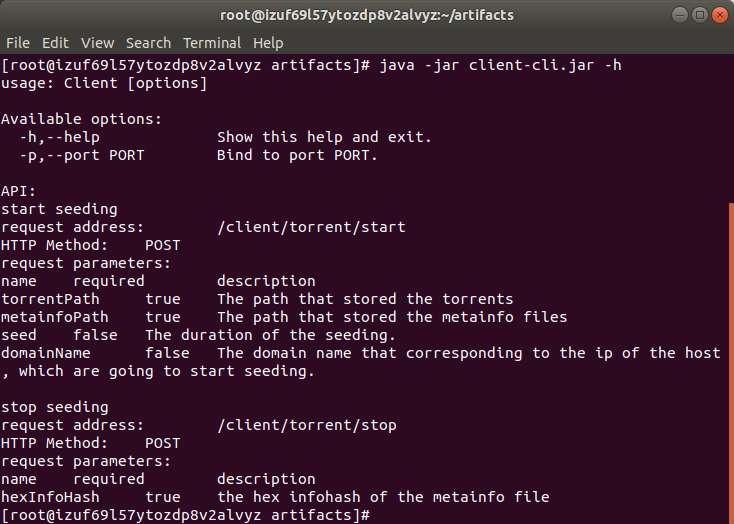 root@izuf69l57ytozdp8v2alvyz:~/artifacts
File Edit View Search Terminal Help
[root@izuf69l57ytozdp8v2alvyz artifacts]# java -jar client-cli.jar -h
usage: Client [options]
Available options:
-h,--help Show this help and exit.
-p,--port PORT Bind to port PORT.
API:
start seeding
request address: /client/torrent/start
HTTP Method: POST
request parameters:
name required description
torrentPath true The path that stored the torrents
metainfoPath true The path that stored the metainfo files
seed false The duration of the seeding.
domainName false The domain name that corresponding to the ip of the host
, which are going to start seeding.
stop seeding
request address: /client/torrent/stop
HTTP Method: POST
request parameters:
name required description
hexInfoHash true the hex infohash of the metainfo file
[root@izuf69l57ytozdp8v2alvyz artifacts]#